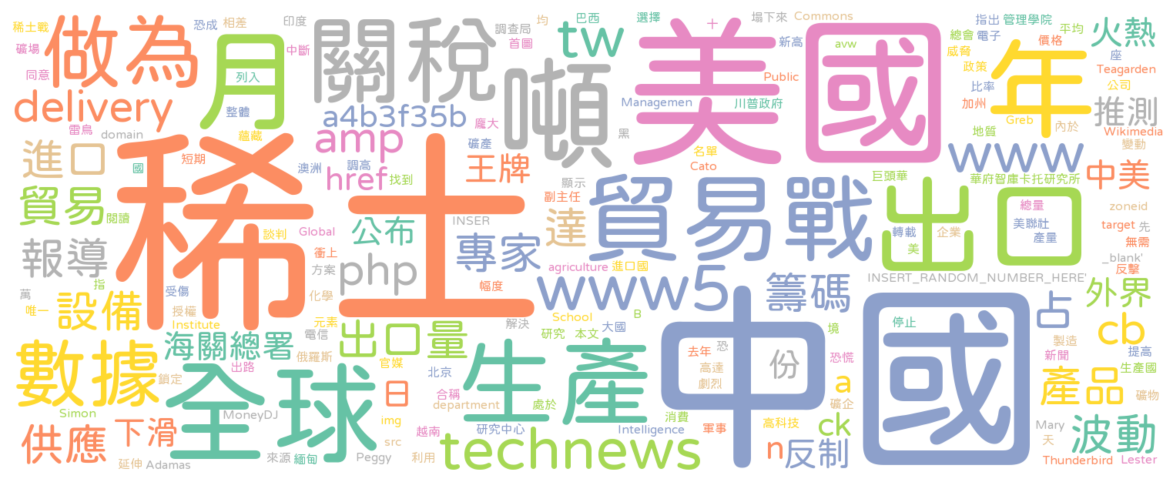 稀土戰
恐成
相差
印度
調查局
均
巴西
選擇
十
塌下來
Commons
指出
管理學院
平均
火熱
礦場
做為
月
關稅
中斷
首圖
tw
新高
美國
avw
總會
電子
年
價格
座
同意
列入
噸
威脅
政策
Teagarden
delivery
整體
a4b3f35b
龐大
Managemen
Public
川普政府
比率
加州
公司
推測
雷鳥
domain
蘊藏
amp
礦產
黑
地質
Greb
內於
Wikimedia
變動
進口
國
短期
澳洲
調高
王牌
名單
Cato
www
稀土
href
找到
顯示
副主任
貿易戰
巨頭華
華府智庫卡托研究所
中美
貿易
閱讀
INSER
達
出口
總量
zoneid
談判
Global
公布
專家
轉載
企業
美聯社
產量
target
先
報導
衝上
美
無需
方案
php
agriculture
進口國
_blank'
反擊
指
萬
受傷
化學
幅度
www5
籌碼
INSERT_RANDOM_NUMBER_HERE'
外界
唯一
設備
授權
Institute
元素
School
B
占
電信
出口量
解決
研究
本文
大國
境
停止
cb
製造
提高
數據
海關總署
俄羅斯
官媒
生產
中國
去年
恐
份
恐慌
新聞
生產國
出路
全球
鎖定
北京
高達
劇烈
a
產品
礦物
日
合稱
礦企
Simon
MoneyDJ
department
處於
消費
高科技
ck
Mary
供應
下滑
img
越南
研究中心
Intelligence
軍事
n
反制
天
波動
src
technews
延伸
Adamas
來源
緬甸
Peggy
利用
Thunderbird
Lester